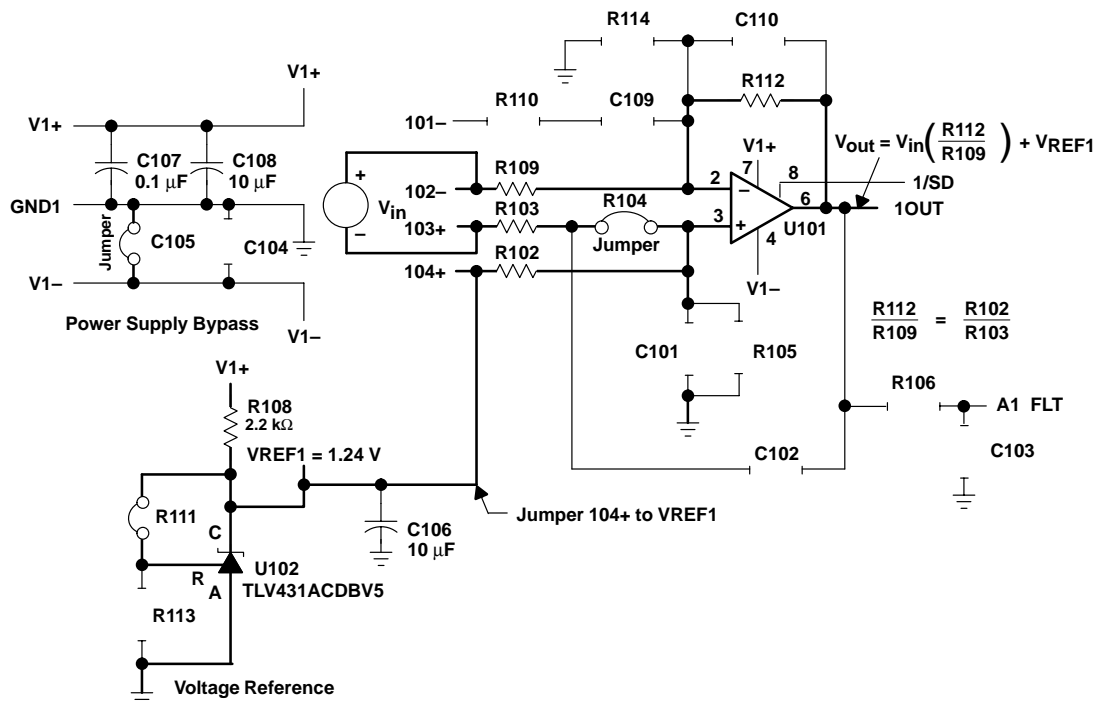 R114
C110
V1+
R112
V1+
R110
C109
101–
C107
0.1 μF
C108
10 μF
Vout = Vin(R112/R109) + VREF1
V1+
7
8
1/SD
102–
R109
2
–
GND1
+
Vin
–
R103
R104
6
1OUT
103+
3
+
U101
Jumper
C105
Jumper
4
C104
104+
R102
V1–
V1–
Power Supply Bypass
V1–
R112/R109 = R102/R103
C101
R105
V1+
R106
A1 FLT
R108
2.2 kΩ
VREF1 = 1.24 V
C102
C103
R111
Jumper 104+ to VREF1
C
C106
10 μF
U102
R
A
TLV431ACDBV5
R113
Voltage Reference